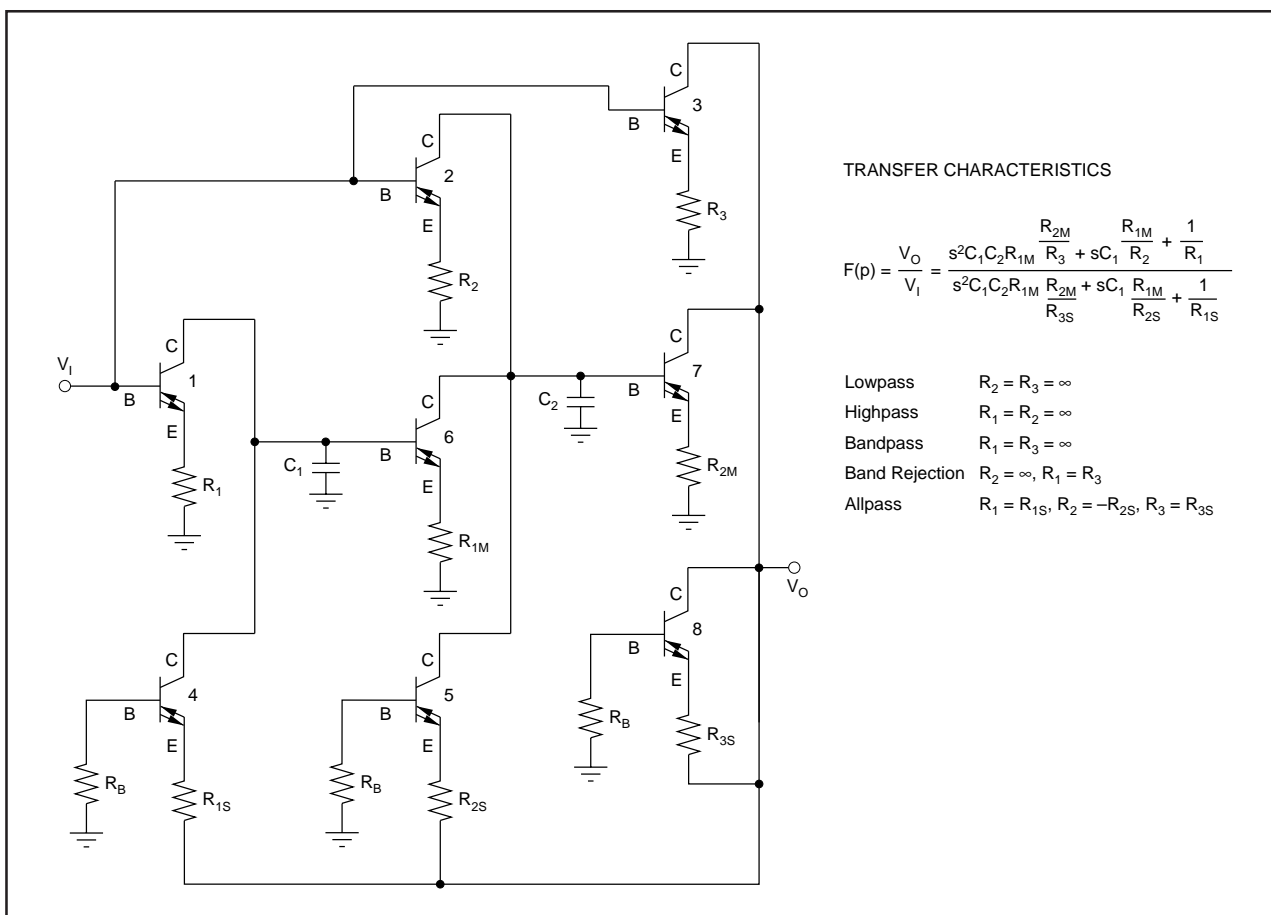 C
3
B
E
R3
C
2
B
E
R2
TRANSFER CHARACTERISTICS
F(p) = VO/VI = (s²C1C2R1M R2M/R3 + sC1 R1M/R2 + 1/R1) / (s²C1C2R1M R2M/R3S + sC1 R1M/R2S + 1/R1S)
VI
C
1
B
E
R1
C1
C
6
B
E
R1M
C2
C
7
B
E
R2M
Lowpass R2 = R3 = ∞
Highpass R1 = R2 = ∞
Bandpass R1 = R3 = ∞
Band Rejection R2 = ∞, R1 = R3
Allpass R1 = R1S, R2 = –R2S, R3 = R3S
C
4
B
E
RB
R1S
C
5
B
E
RB
R2S
C
8
B
E
RB
R3S
VO